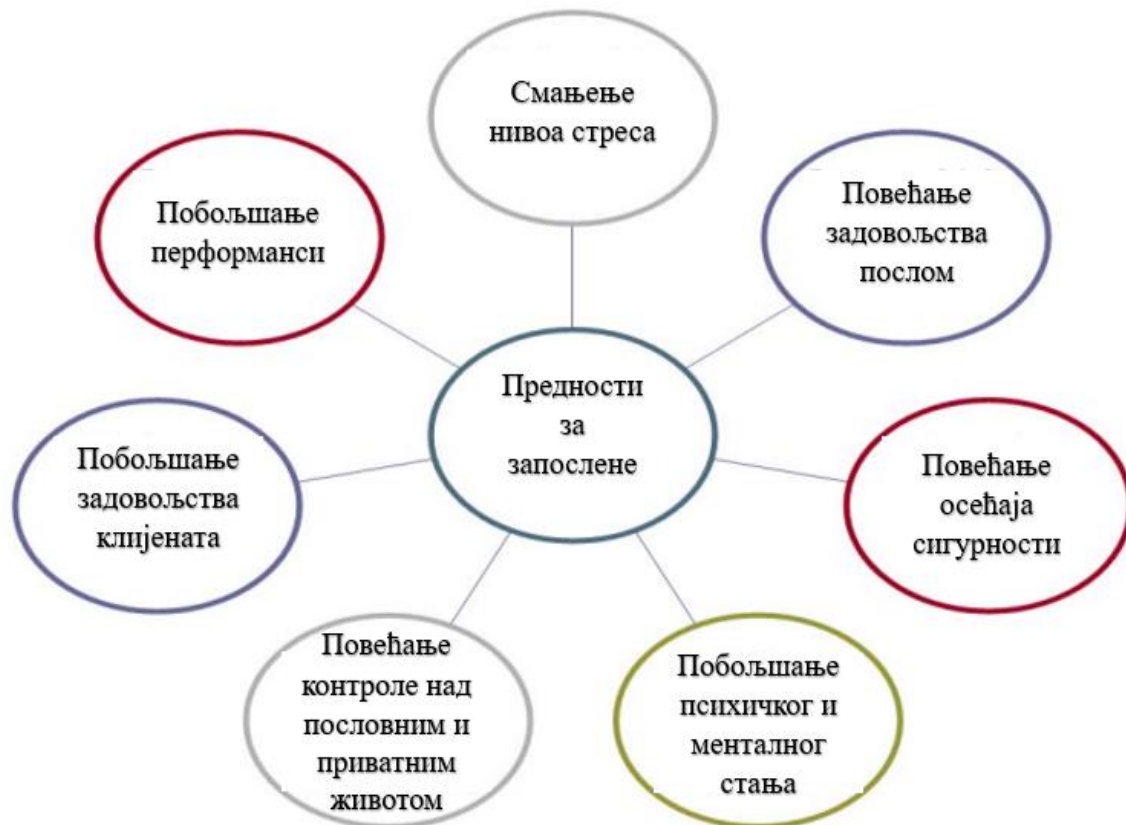 Смањење
нивоа стреса
Повећање
задовољства
послом
Повећање
осећаја
сигурности
Побољшање
психичког и
менталног
стања
Повећање
контроле над
пословним и
приватним
животом
Побољшање
задовољства
клијената
Побољшање
перформанси
Предности
за
запослене